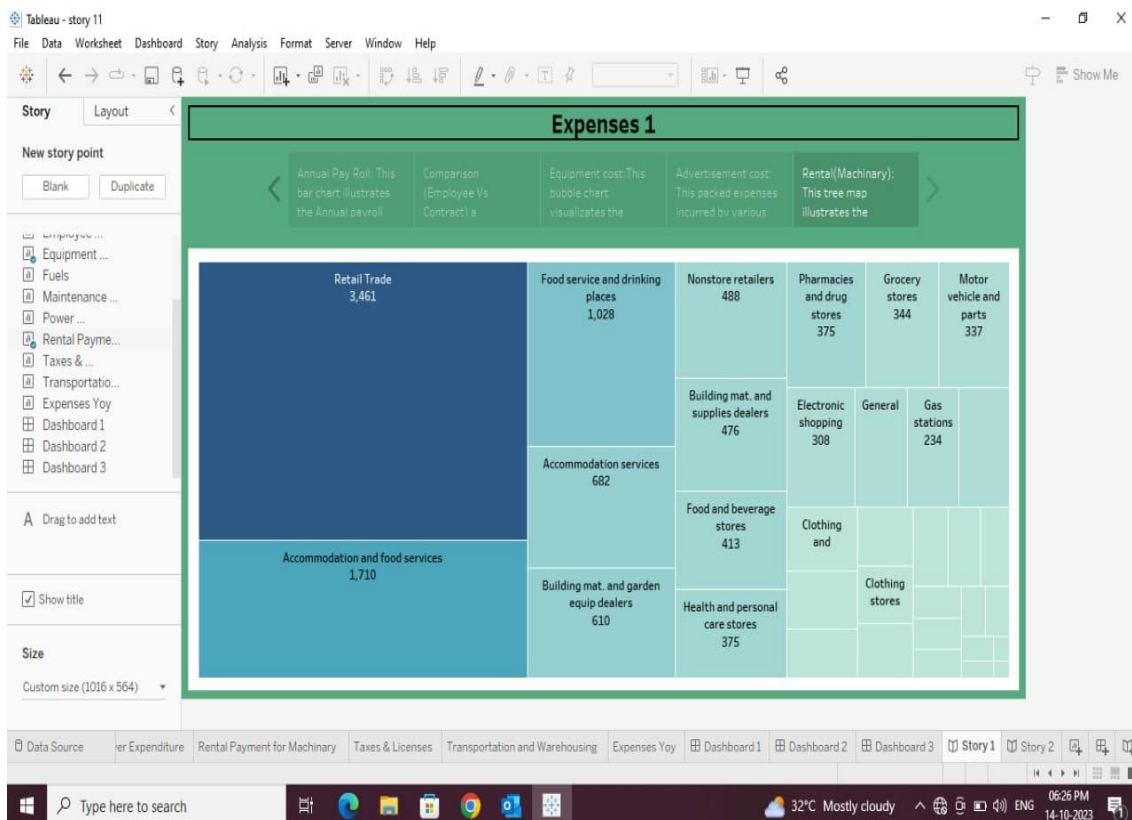 Tableau - story 11
File Data Worksheet Dashboard Story Analysis Format Server Window Help
Show Me
Story Layout
New story point
Blank Duplicate
Employee ...
Equipment ...
Fuels
Maintenance ...
Power ...
Rental Payme...
Taxes & ...
Transportatio...
Expenses Yoy
Dashboard 1
Dashboard 2
Dashboard 3
A Drag to add text
Show title
Size
Custom size (1016 x 564)
Expenses 1
Annual Pay Roll: This
bar chart illustrates
the Annual payroll
Comparison
(Employee Vs
Contract) a
Equipment cost:This
bubble chart
visualizates the
Advertisement cost:
This packed expenses
incurred by various
Rental(Machinary):
This tree map
illustrates the
Retail Trade
3,461
Accommodation and food services
1,710
Food service and drinking
places
1,028
Accommodation services
682
Building mat. and garden
equip dealers
610
Nonstore retailers
488
Building mat. and
supplies dealers
476
Food and beverage
stores
413
Health and personal
care stores
375
Pharmacies
and drug
stores
375
Grocery
stores
344
Motor
vehicle and
parts
337
Electronic
shopping
308
General
Gas
stations
234
Clothing
and
Clothing
stores
Data Source er Expenditure Rental Payment for Machinary Taxes & Licenses Transportation and Warehousing Expenses Yoy Dashboard 1 Dashboard 2 Dashboard 3 Story 1 Story 2
Type here to search
32°C Mostly cloudy
ENG
06:26 PM
14-10-2023